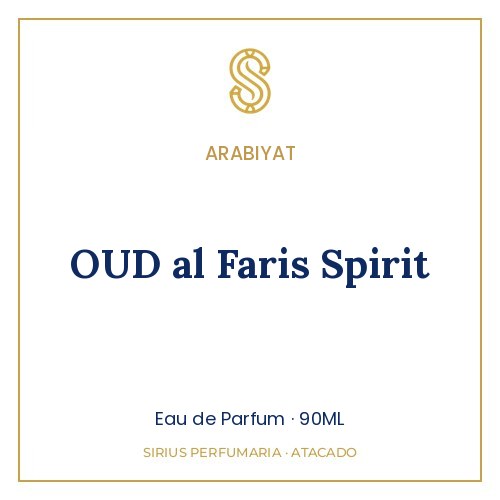 ARABIYAT
OUD al Faris Spirit
Eau de Parfum · 90ML
SIRIUS PERFUMARIA · ATACADO